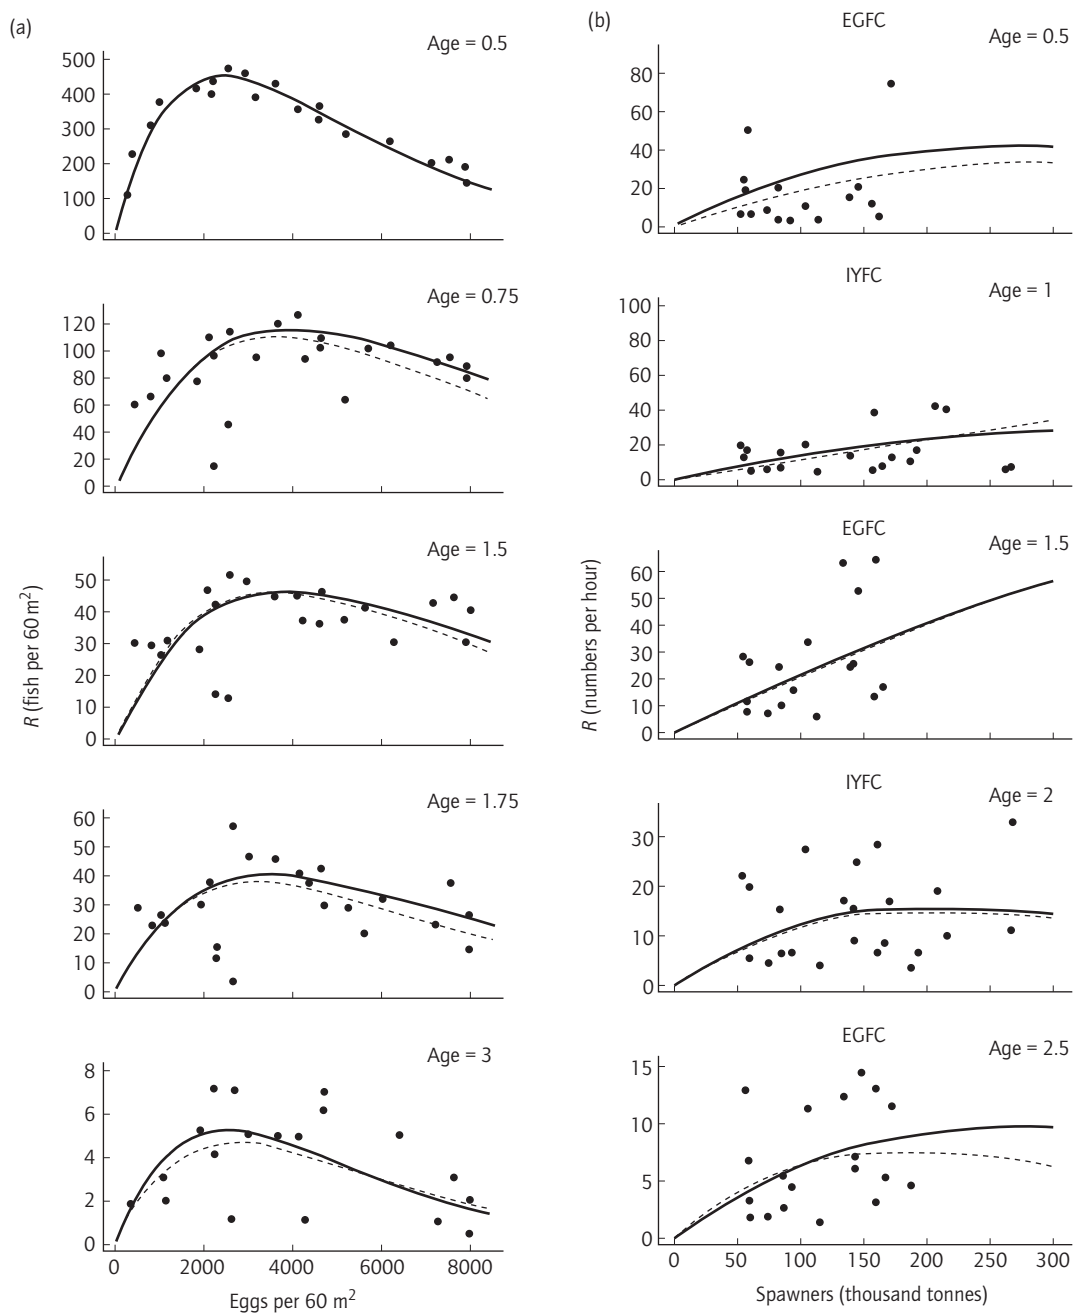 (a)
Age = 0.5
500
400
300
200
100
0
Age = 0.75
120
100
80
60
40
20
0
Age = 1.5
50
40
30
20
10
0
R (fish per 60 m²)
Age = 1.75
60
50
40
30
20
10
0
Age = 3
8
6
4
2
0
0 2000 4000 6000 8000
Eggs per 60 m²
(b)
EGFC
Age = 0.5
80
60
40
20
0
IYFC
Age = 1
100
80
60
40
20
0
EGFC
Age = 1.5
60
50
40
30
20
10
0
R (numbers per hour)
IYFC
Age = 2
30
20
10
0
EGFC
Age = 2.5
15
10
5
0
0 50 100 150 200 250 300
Spawners (thousand tonnes)